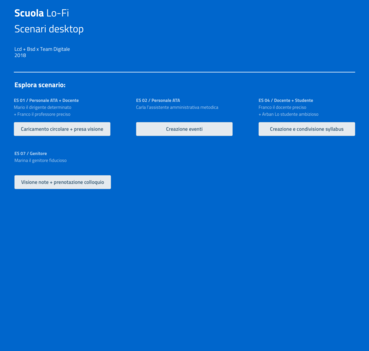 Scuola Lo-Fi
Scenari desktop
Lcd + Bsd x Team Digitale
2018
Esplora scenario:
ES 01 / Personale ATA + Docente
Mario il dirigente determinato
+ Franco il professore preciso
Caricamento circolare + presa visione
ES 02 / Personale ATA
Carla l'assistente amministrativa metodica
Creazione eventi
ES 04 / Docente + Studente
Franco il docente preciso
+ Kilian Lo studente ambizioso
Creazione e condivisione syllabus
ES 07 / Genitore
Marina il genitore fiducioso
Visione note + prenotazione colloquio